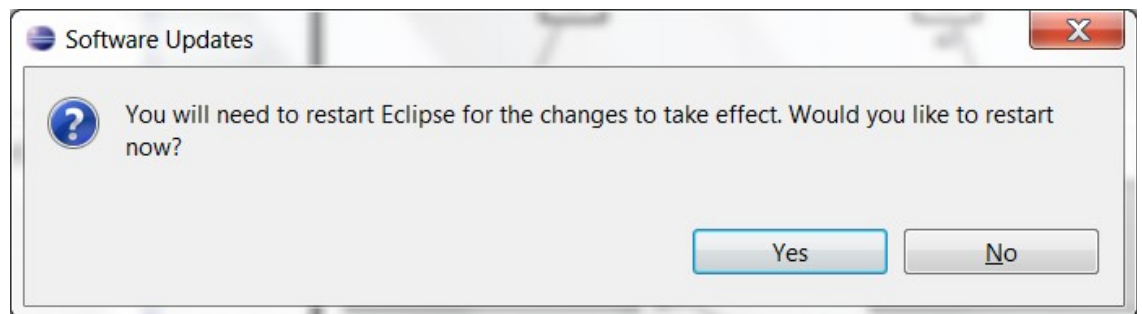 Software Updates
You will need to restart Eclipse for the changes to take effect. Would you like to restart
now?
Yes
No